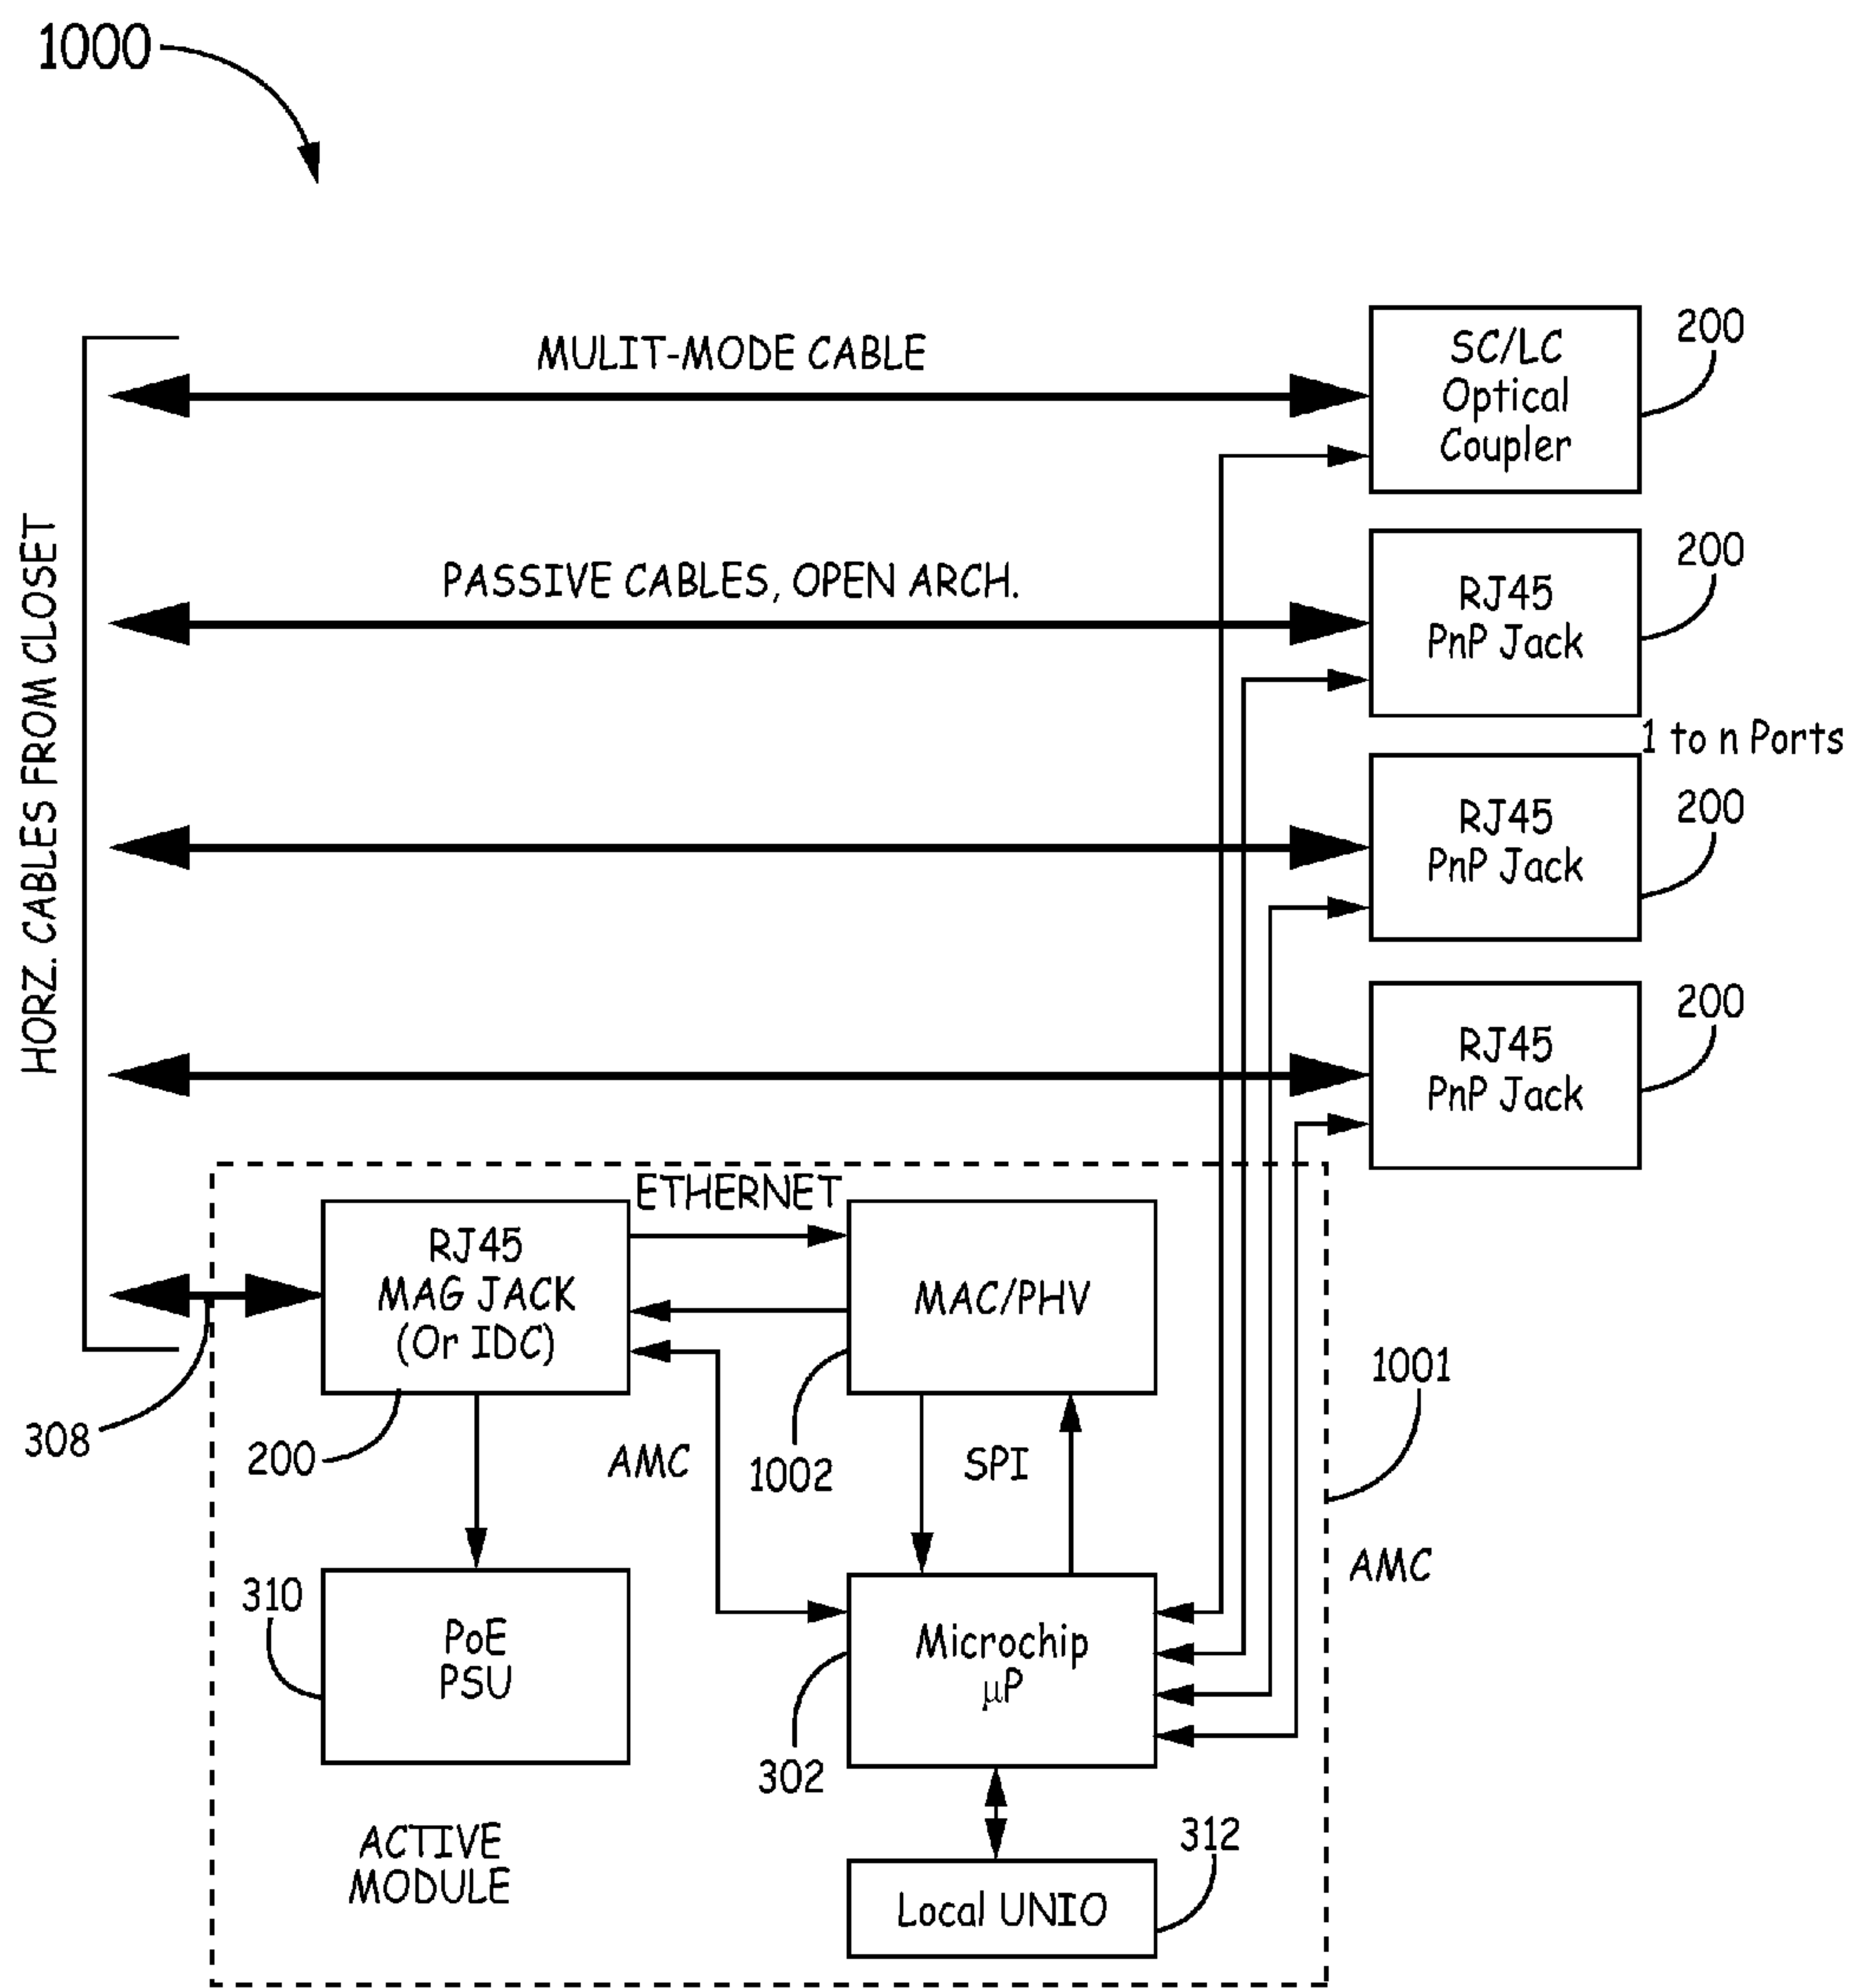 1000
MULIT-MODE CABLE
SC/LC
Optical
Coupler
200
HORZ. CABLES FROM CLOSET
PASSIVE CABLES, OPEN ARCH.
RJ45
PnP Jack
200
1 to n Ports
RJ45
PnP Jack
200
RJ45
PnP Jack
200
ETHERNET
RJ45
MAG JACK
(Or IDC)
MAC/PHV
1001
308
200
AMC
1002
SPI
AMC
310
PoE
PSU
Microchip
µP
302
ACTIVE
MODULE
312
Local UNIO